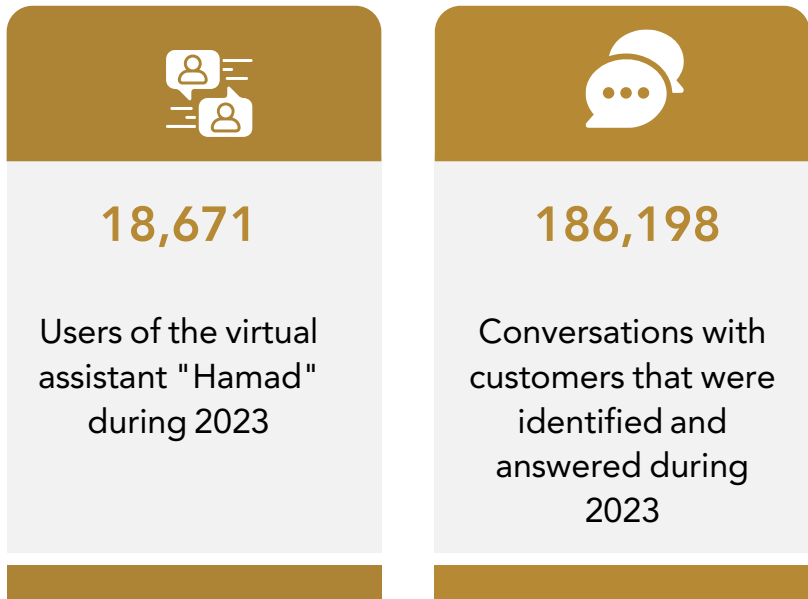 18,671
Users of the virtual
assistant "Hamad"
during 2023
186,198
Conversations with
customers that were
identified and
answered during
2023